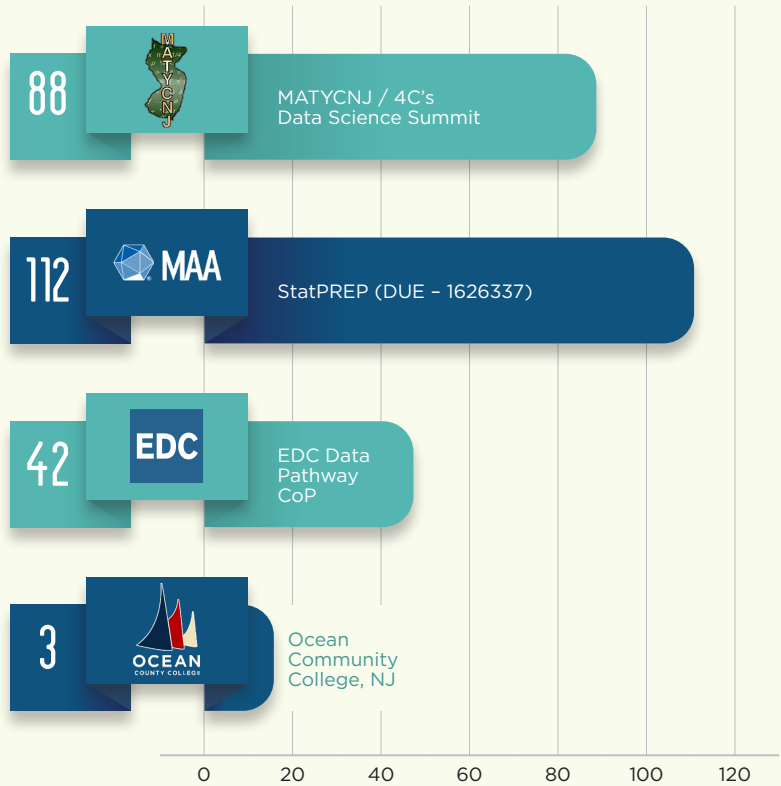 88
MATYCNJ
MATYCNJ / 4C's
Data Science Summit
112
MAA
StatPREP (DUE – 1626337)
42
EDC
EDC Data
Pathway
CoP
3
OCEAN
COUNTY COLLEGE
Ocean
Community
College, NJ
0 20 40 60 80 100 120